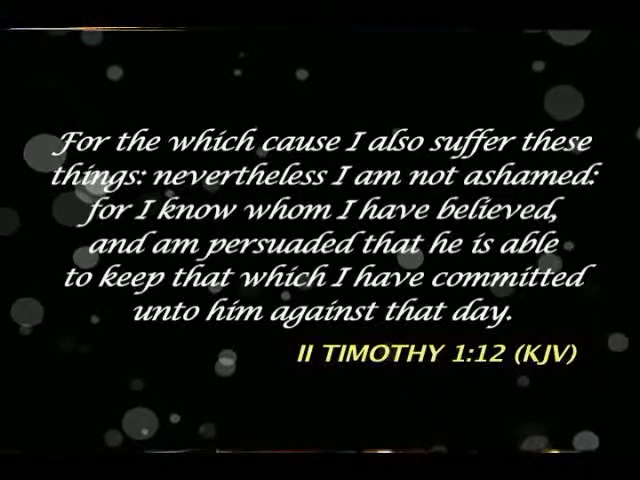 For the which cause I also suffer these
things: nevertheless I am not ashamed:
for I know whom I have believed,
and am persuaded that he is able
to keep that which I have committed
unto him against that day.
II TIMOTHY 1:12 (KJV)